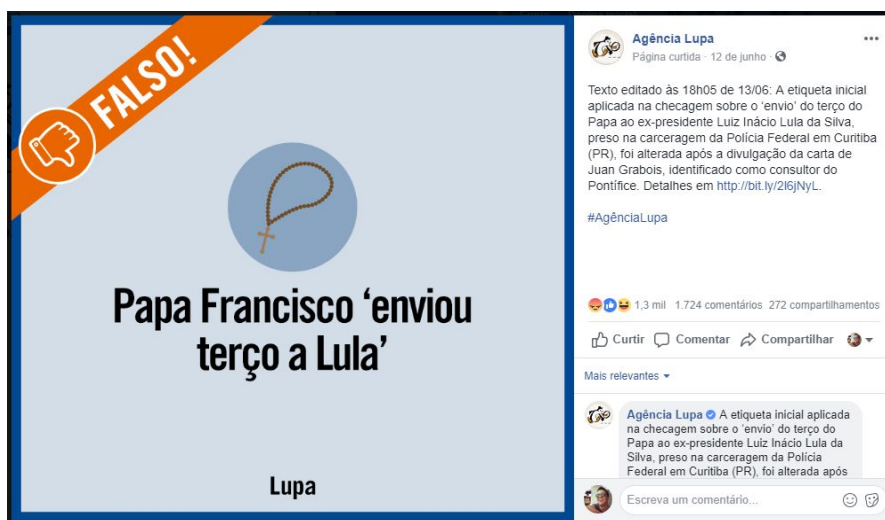 FALSO!
Papa Francisco ‘enviou
terço a Lula’
Lupa
Agência Lupa
Página curtida · 12 de junho ·
Texto editado às 18h05 de 13/06: A etiqueta inicial
aplicada na checagem sobre o ‘envio’ do terço do
Papa ao ex-presidente Luiz Inácio Lula da Silva,
preso na carceragem da Polícia Federal em Curitiba
(PR), foi alterada após a divulgação da carta de
Juan Grabois, identificado como consultor do
Pontífice. Detalhes em http://bit.ly/2I6jNyL.
#AgênciaLupa
1,3 mil 1.724 comentários 272 compartilhamentos
Curtir Comentar Compartilhar
Mais relevantes
Agência Lupa A etiqueta inicial aplicada
na checagem sobre o ‘envio’ do terço do
Papa ao ex-presidente Luiz Inácio Lula da
Silva, preso na carceragem da Polícia
Federal em Curitiba (PR), foi alterada após
Escreva um comentário...